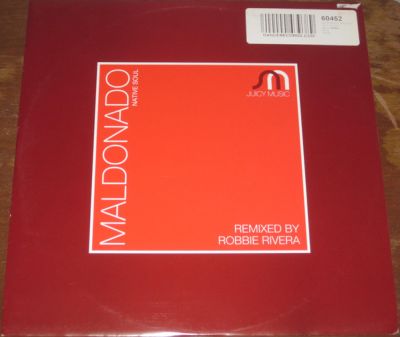 60452
JUICY MUSIC
MALDONADO
NATIVE SOUL
REMIXED BY
ROBBIE RIVERA